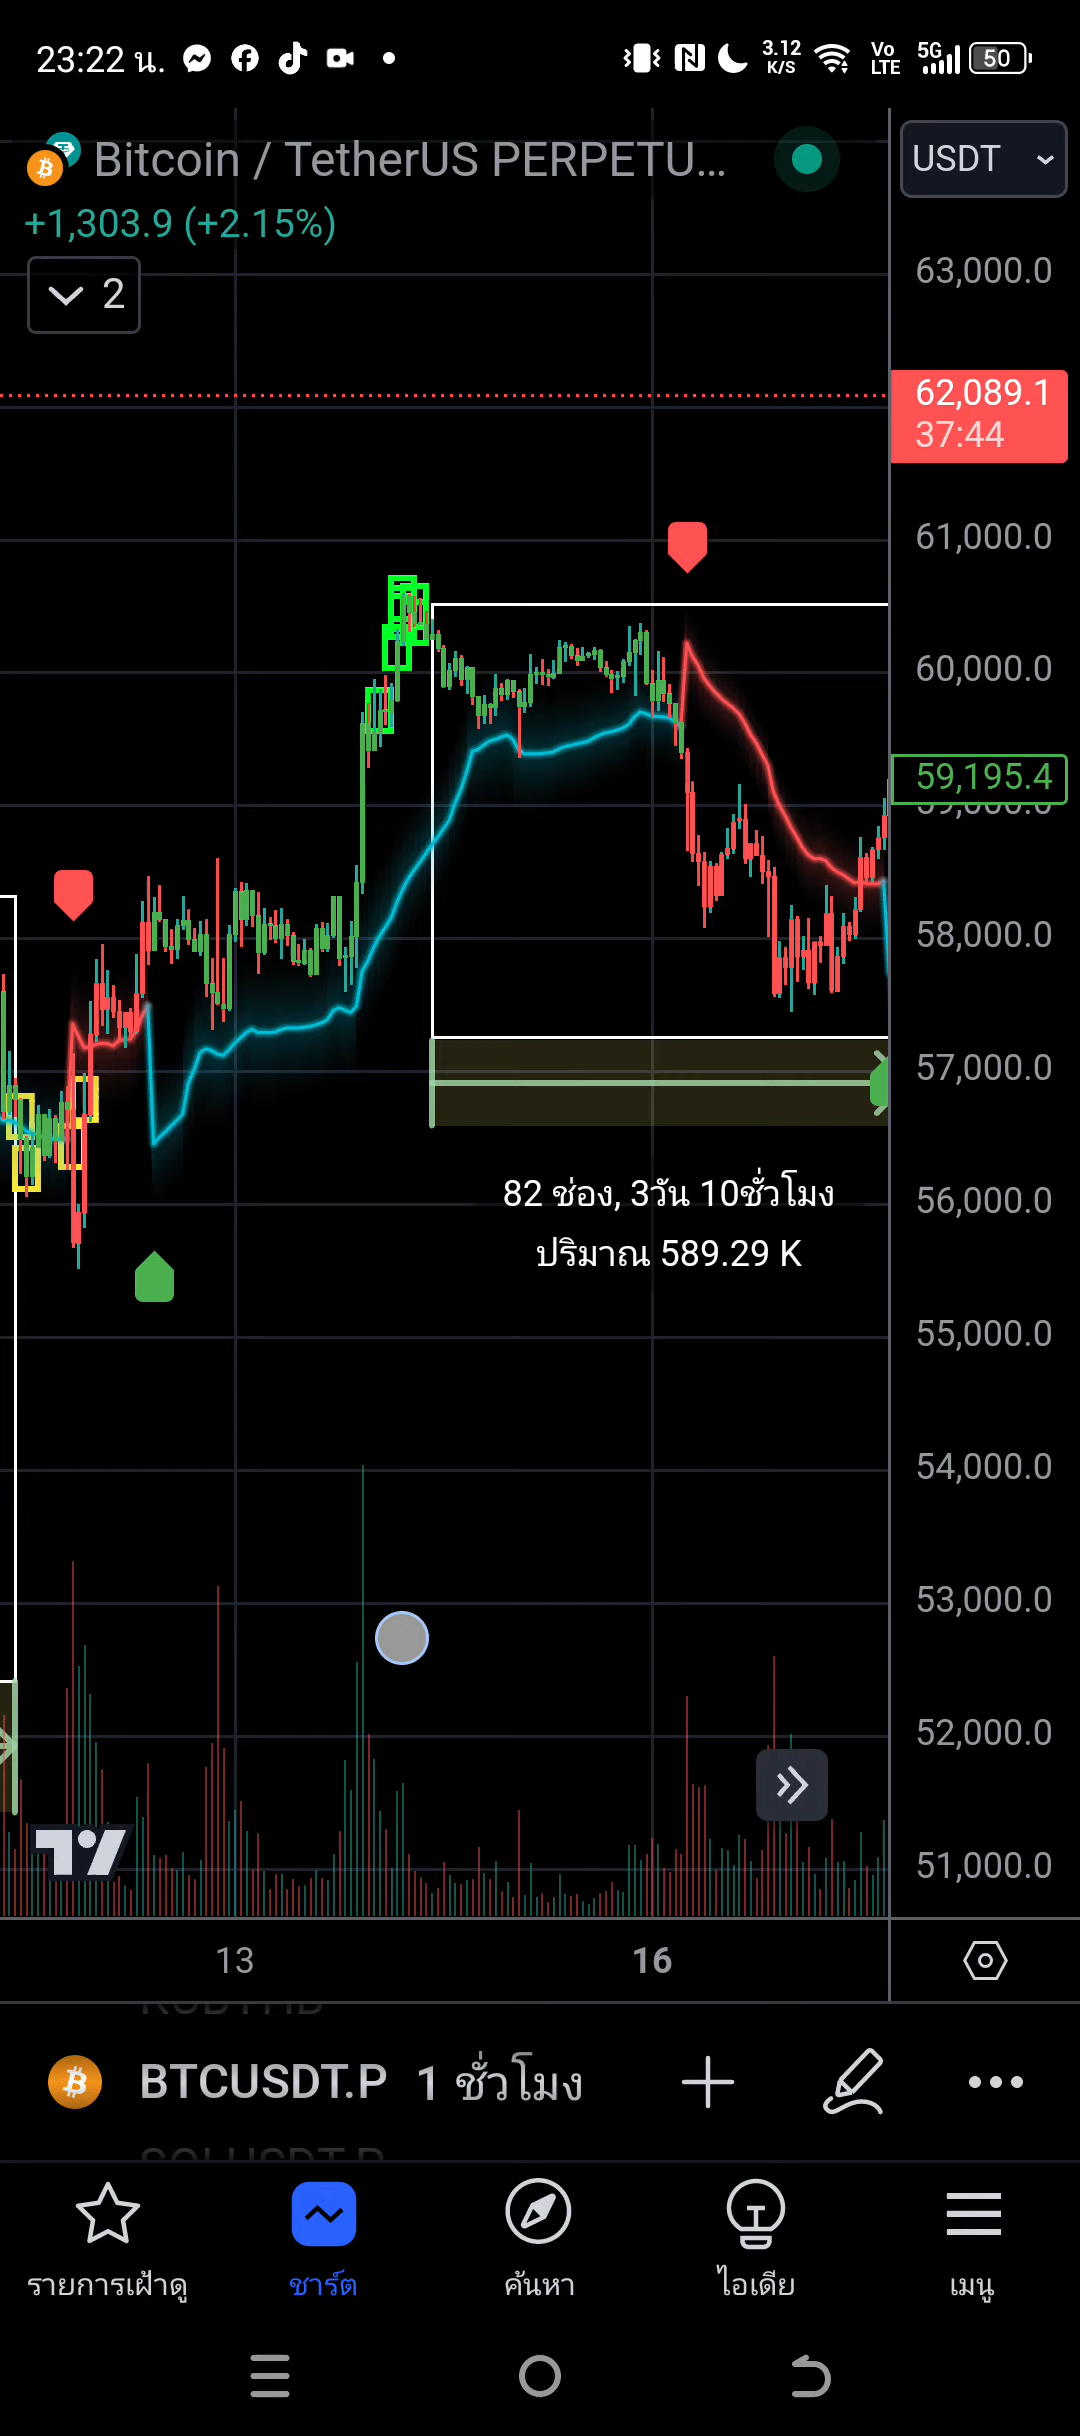 23:22 น.
3.12
K/S
Vo
LTE
5G
50
Bitcoin / TetherUS PERPETU...
USDT
+1,303.9 (+2.15%)
2
63,000.0
62,089.1
37:44
61,000.0
60,000.0
59,195.4
58,000.0
57,000.0
56,000.0
82 ช่อง, 3วัน 10ชั่วโมง
ปริมาณ 589.29 K
55,000.0
54,000.0
53,000.0
52,000.0
51,000.0
13
16
BTCUSDT.P 1 ชั่วโมง
รายการเฝ้าดู
ชาร์ต
ค้นหา
ไอเดีย
เมนู